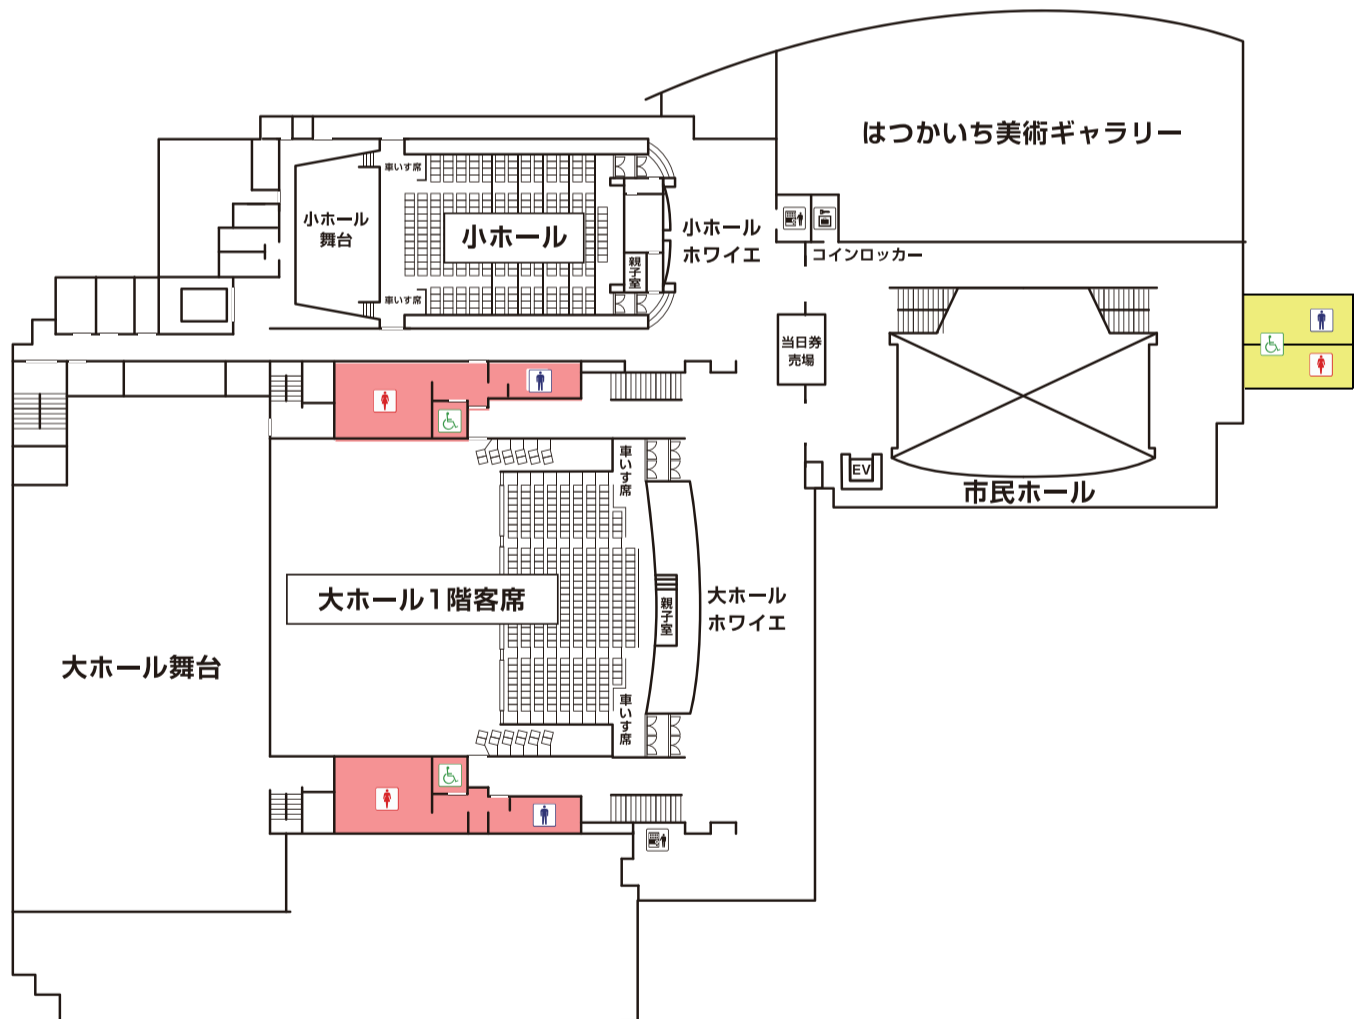 はつかいち美術ギャラリー
車いす席
小ホール
舞台
小ホール
小ホール
ホワイエ
親子室
車いす席
コインロッカー
当日券
売場
EV
市民ホール
車いす席
大ホール1階客席
親子室
大ホール
ホワイエ
大ホール舞台
車いす席